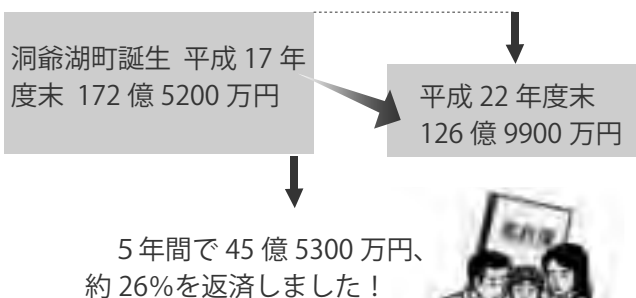 洞爺湖町誕生 平成 17 年
度末 172 億 5200 万円
平成 22 年度末
126 億 9900 万円
5 年間で 45 億 5300 万円、
約 26%を返済しました!